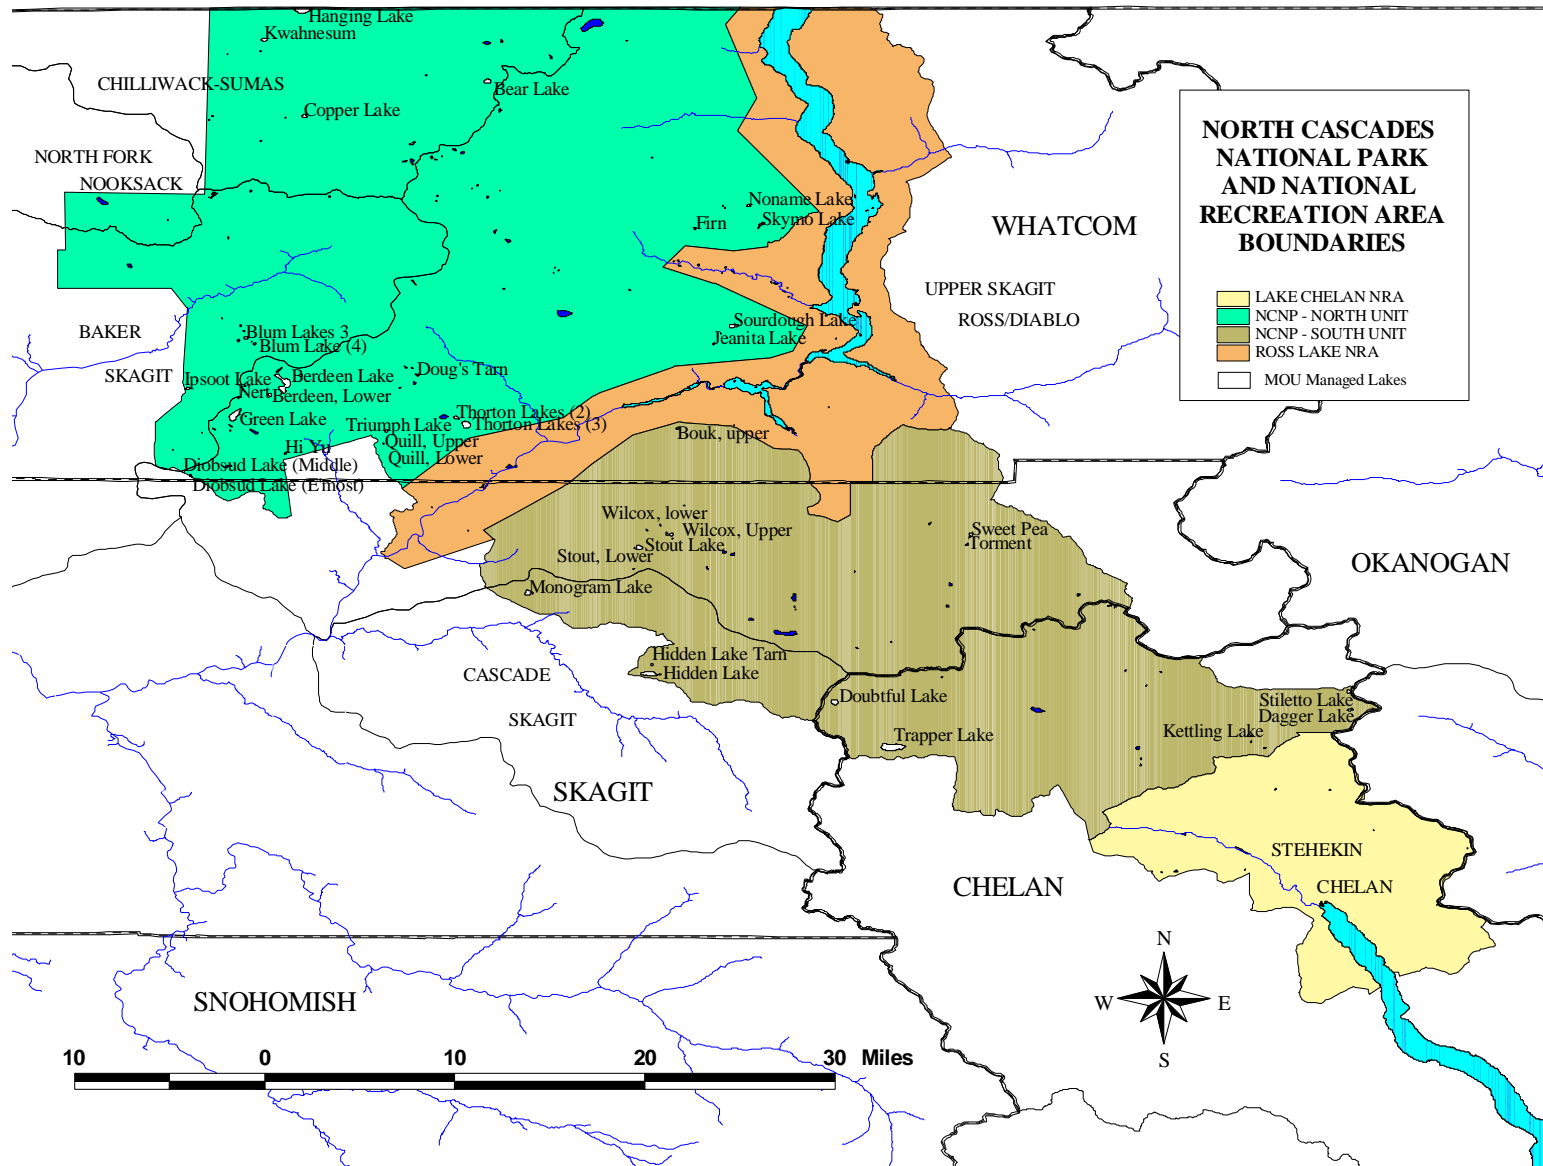 Hanging Lake
Kwahnesum
CHILLIWACK-SUMAS
Bear Lake
Copper Lake
NORTH FORK
NOOKSACK
NORTH CASCADES
NATIONAL PARK
AND NATIONAL
RECREATION AREA
BOUNDARIES
LAKE CHELAN NRA
NCNP - NORTH UNIT
NCNP - SOUTH UNIT
ROSS LAKE NRA
MOU Managed Lakes
Noname Lake
Firn
Skymo Lake
WHATCOM
UPPER SKAGIT
ROSS/DIABLO
BAKER
SKAGIT
Blum Lakes 3
Blum Lake (4)
Sourdough Lake
Jeanita Lake
Ipsoot Lake
Berdeen Lake
Doug's Tarn
Nert
Berdeen, Lower
Green Lake
Triumph Lake
Thorton Lakes (2)
Thorton Lakes (3)
Bouk, upper
Hi Yu
Quill, Upper
Quill, Lower
Diobsud Lake (Middle)
Diobsud Lake (E'most)
Wilcox, lower
Wilcox, Upper
Sweet Pea
Torment
Stout Lake
Stout, Lower
OKANOGAN
Monogram Lake
Hidden Lake Tarn
Hidden Lake
CASCADE
SKAGIT
Doubtful Lake
Stiletto Lake
Dagger Lake
Trapper Lake
Kettling Lake
SKAGIT
STEHEKIN
CHELAN
CHELAN
N
W
E
S
SNOHOMISH
10 0 10 20 30 Miles